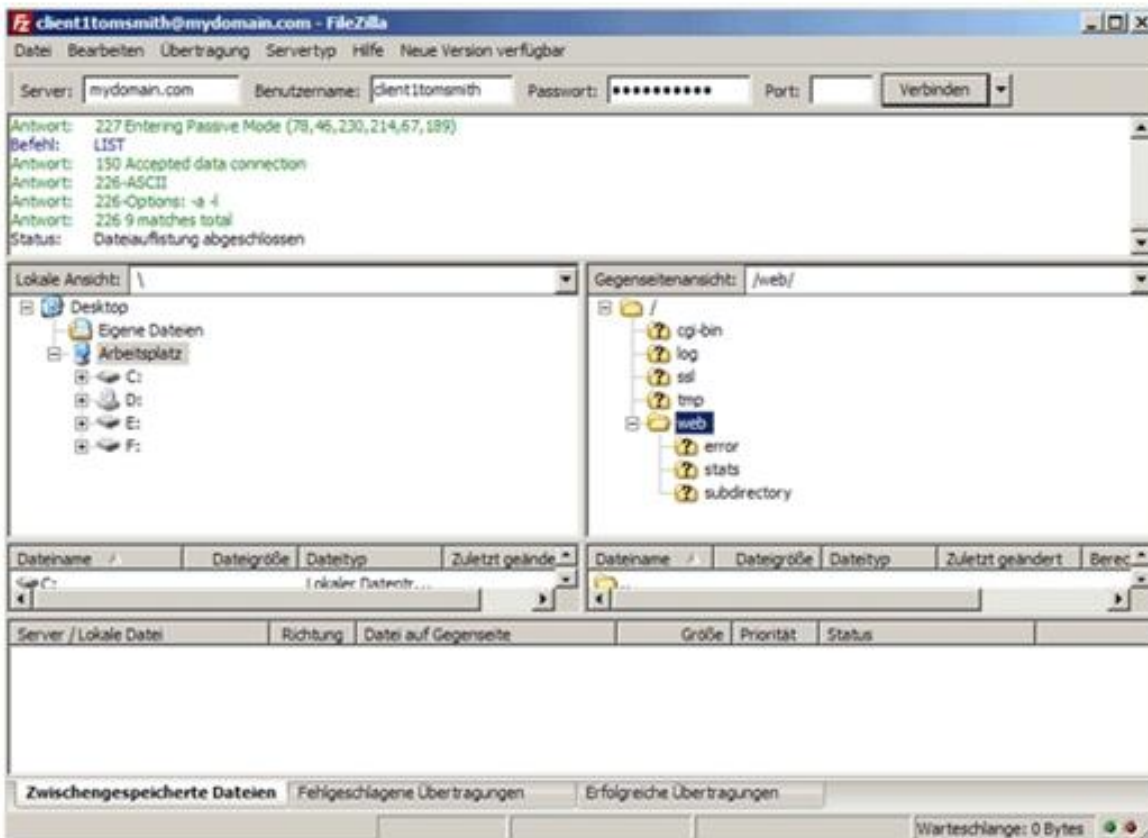 client1tomsmith@mydomain.com - FileZilla
Datei Bearbeiten Übertragung Servertyp Hilfe Neue Version verfügbar
Server: mydomain.com Benutzername: client1tomsmith Passwort: •••••••••• Port: Verbinden
Antwort: 227 Entering Passive Mode (78,46,230,214,67,189)
Befehl: LIST
Antwort: 150 Accepted data connection
Antwort: 226-ASCII
Antwort: 226-Options: -a -l
Antwort: 226 9 matches total
Status: Dateiauflistung abgeschlossen
Lokale Ansicht: \
Desktop
Eigene Dateien
Arbeitsplatz
C:
D:
E:
F:
Gegenseitenansicht: /web/
/
cgi-bin
log
ssl
tmp
web
error
stats
subdirectory
Dateiname Dateigröße Dateityp Zuletzt geände
C: Lokaler Datentr...
Dateiname Dateigröße Dateityp Zuletzt geändert Berec
..
Server / Lokale Datei Richtung Datei auf Gegenseite Größe Priorität Status
Zwischengespeicherte Dateien Fehlgeschlagene Übertragungen Erfolgreiche Übertragungen
Warteschlange: 0 Bytes